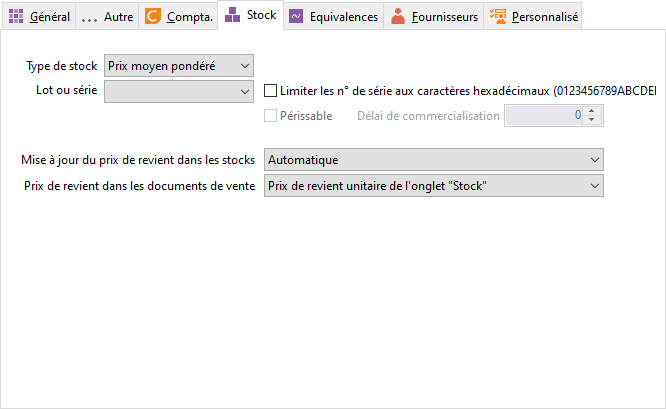 Général
... Autre
Compta.
Stock
Equivalences
Fournisseurs
Personnalisé
Type de stock Prix moyen pondéré
Lot ou série Limiter les n° de série aux caractères hexadécimaux (0123456789ABCDE
Périssable Délai de commercialisation 0
Mise à jour du prix de revient dans les stocks Automatique
Prix de revient dans les documents de vente Prix de revient unitaire de l'onglet "Stock"